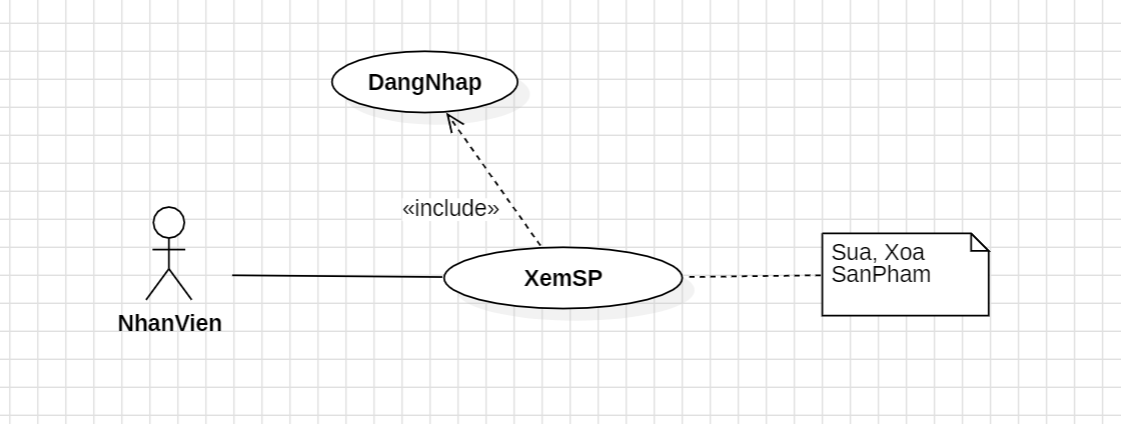 DangNhap
«include»
XemSP
Sua, Xoa
SanPham
NhanVien